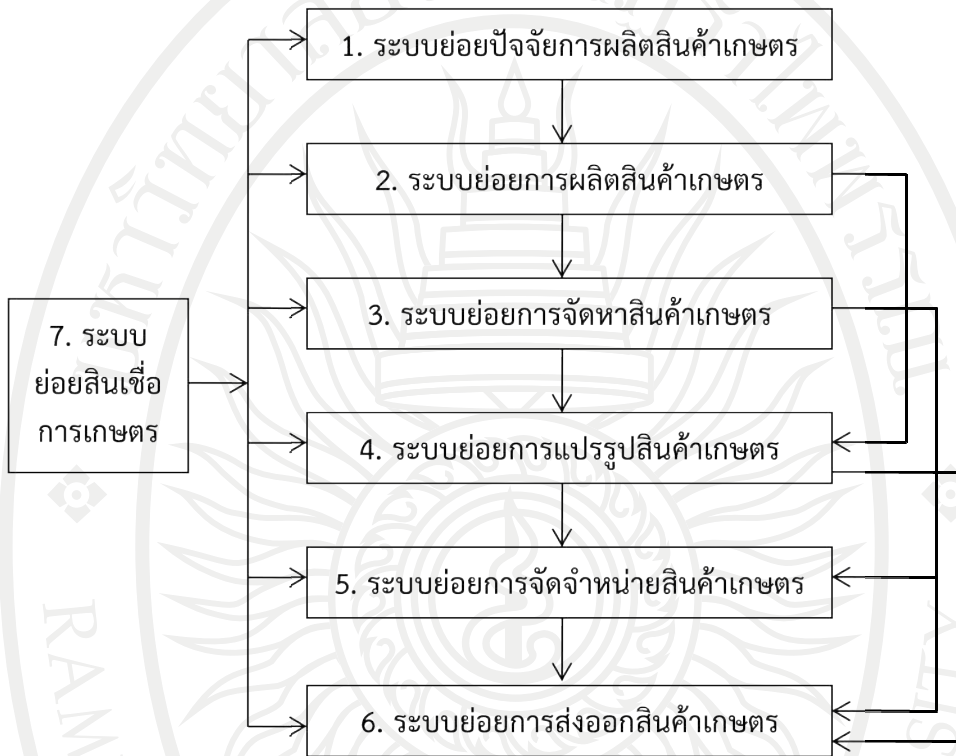 1. ระบบย่อยปัจจัยการผลิตสินค้าเกษตร
2. ระบบย่อยการผลิตสินค้าเกษตร
3. ระบบย่อยการจัดหาสินค้าเกษตร
7. ระบบ
ย่อยสินเชื่อ
การเกษตร
4. ระบบย่อยการแปรรูปสินค้าเกษตร
5. ระบบย่อยการจัดจำหน่ายสินค้าเกษตร
6. ระบบย่อยการส่งออกสินค้าเกษตร